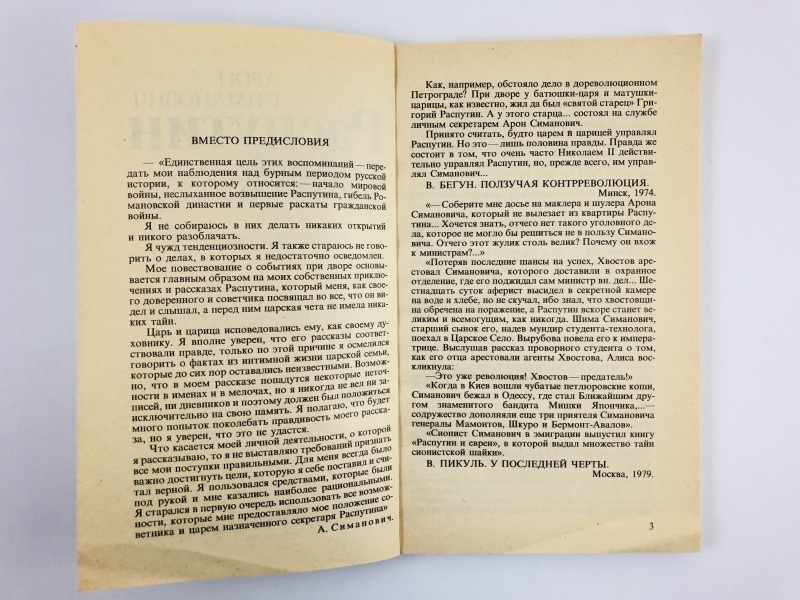 ВМЕСТО ПРЕДИСЛОВИЯ
— «Единственная цель этих воспоминаний — пере-
дать мои наблюдения над бурным периодом русской
истории, к которому относится: — начало мировой
войны, неслыханное возвышение Распутина, гибель Ро-
мановской династии и первые раскаты гражданской
войны.
Я не собираюсь в них делать никаких открытий
и никого разоблачать.
Я чужд тенденциозности. Я также стараюсь не гово-
рить о делах, в которых я недостаточно осведомлен.
Мое повествование о событиях при дворе основы-
вается главным образом на моих собственных приклю-
чениях и рассказах Распутина, который меня, как свое-
го доверенного и советчика посвящал во все, что он ви-
дел и слышал, а перед ним царская чета не имела ника-
ких тайн.
Царь и царица исповедовались ему, как своему ду-
ховнику. Я вполне уверен, что его рассказы соответ-
ствовали правде, только по этой причине я осмелился
говорить о фактах из интимной жизни царской семьи,
которые до сих пор оставались неизвестными. Возмож-
но, что в моем рассказе попадутся некоторые неточ-
ности в именах и в мелочах, но я никогда не вел ни за-
писей, ни дневников и поэтому должен был положиться
исключительно на свою память. Я полагаю, что будет
много попыток поколебать правдивость моего расска-
за, но я уверен, что это не удастся.
Что касается моей личной деятельности, о которой
я рассказываю, то я не выставляю требований признать
все мои поступки правильными. Для меня всегда было
важно достигнуть цели, которую я себе поставил и счи-
тал верной. Я пользовался средствами, которые были
под рукой и мне казались наиболее рациональными.
Я старался в первую очередь использовать все возмож-
ности, которые мне предоставляло мое положение со-
ветника и царем назначенного секретаря Распутина»
А. Симанович.
Как, например, обстояло дело в дореволюционном
Петрограде? При дворе у батюшки-царя и матушки-
царицы, как известно, жил да был «святой старец» Гри-
горий Распутин. А у этого старца... состоял на службе
личным секретарем Арон Симанович.
Принято считать, будто царем и царицей управлял
Распутин. Но это — лишь половина правды. Правда же
состоит в том, что очень часто Николаем II действи-
тельно управлял Распутин, но, прежде всего, им упра-
влял Симанович...
В. БЕГУН. ПОЛЗУЧАЯ КОНТРРЕВОЛЮЦИЯ.
Минск, 1974.
«— Соберите мне досье на маклера и шулера Арона
Симановича, который не вылезает из квартиры Распу-
тина... Хочется знать, отчего нет такого уголовного де-
ла, которое не могло бы решиться не в пользу Симано-
вича. Отчего этот жулик столь велик? Почему он вхож
к министрам?...»
«Потеряв последние шансы на успех, Хвостов аре-
стовал Симановича, которого доставили в охранное
отделение, где его поджидал сам министр вн. дел... Ше-
стнадцать суток аферист высидел в секретной камере
на воде и хлебе, но не скучал, ибо знал, что хвостовщи-
на обречена на поражение, а Распутин вскоре станет ве-
ликим и всемогущим, как никогда. Шима Симанович,
старший сынок его, надев мундир студента-технолога,
поехал в Царское Село. Вырубова повела его к импера-
трице. Выслушав рассказ проворного студента о том,
как его отца арестовали агенты Хвостова, Алиса вос-
кликнула:
—Это уже революция! Хвостов — предатель!»
«Когда в Киев вошли чубатые петлюровские коши,
Симанович бежал в Одессу, где стал Ближайшим дру-
гом знаменитого бандита Мишки Япончика,...—
содружество дополняли еще три приятеля Симановича
генералы Мамонтов, Шкуро и Бермонт-Авалов».
«Сионист Симанович в эмиграции выпустил книгу
«Распутин и евреи», в которой выдал множество тайн
сионистской шайки».
В. ПИКУЛЬ. У ПОСЛЕДНЕЙ ЧЕРТЫ.
Москва, 1979.
3